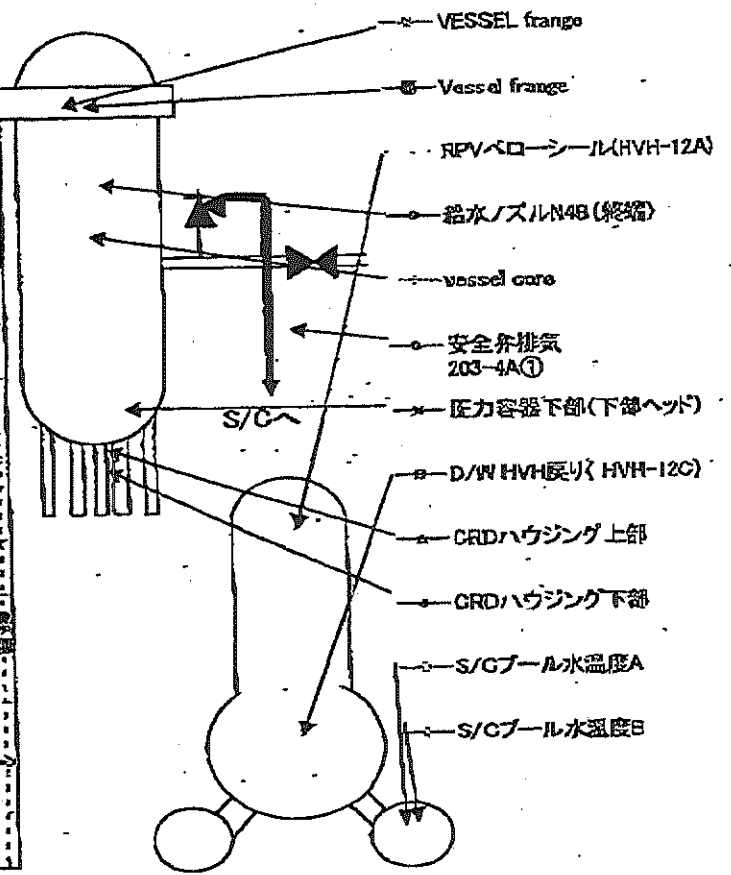 VESSEL frange
Vessel frange
RPVベローシール(HVH-12A)
給水ノズルN4B(終端)
vessel core
安全弁排気
203-4A①
圧力容器下部(下部ヘッド)
S/Cへ
D/W HVH戻り( HVH-12C)
CRDハウジング上部
CRDハウジング下部
S/Cプール水温度A
S/Cプール水温度B